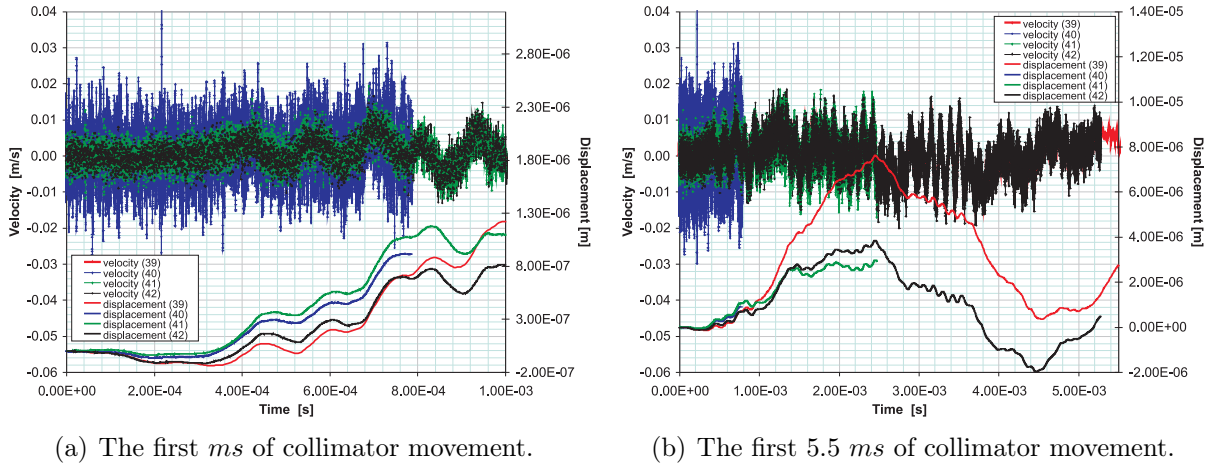 0.04
0.03
0.02
0.01
0.00
-0.01
-0.02
-0.03
-0.04
-0.05
-0.06
Velocity [m/s]
2.80E-06
2.30E-06
1.80E-06
1.30E-06
8.00E-07
3.00E-07
-2.00E-07
Displacement [m]
velocity (39)
velocity (40)
velocity (41)
velocity (42)
displacement (39)
displacement (40)
displacement (41)
displacement (42)
0.00E+00
2.00E-04
4.00E-04
6.00E-04
8.00E-04
1.00E-03
Time [s]
(a) The first ms of collimator movement.
0.04
0.03
0.02
0.01
0.00
-0.01
-0.02
-0.03
-0.04
-0.05
-0.06
Velocity [m/s]
1.40E-05
1.20E-05
1.00E-05
8.00E-06
6.00E-06
4.00E-06
2.00E-06
0.00E+00
-2.00E-06
Displacement [m]
velocity (39)
velocity (40)
velocity (41)
velocity (42)
displacement (39)
displacement (40)
displacement (41)
displacement (42)
0.00E+00
1.00E-03
2.00E-03
3.00E-03
4.00E-03
5.00E-03
Time [s]
(b) The first 5.5 ms of collimator movement.